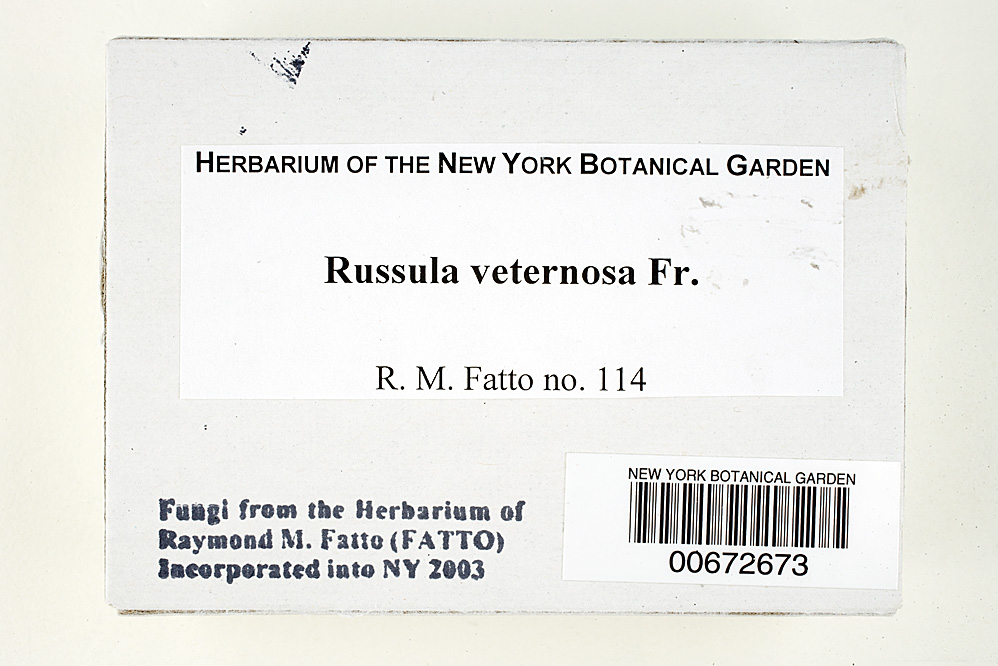 HERBARIUM OF THE NEW YORK BOTANICAL GARDEN
Russula veternosa Fr.
R. M. Fatto no. 114
NEW YORK BOTANICAL GARDEN
00672673
Fungi from the Herbarium of
Raymond M. Fatto (FATTO)
Incorporated into NY 2003